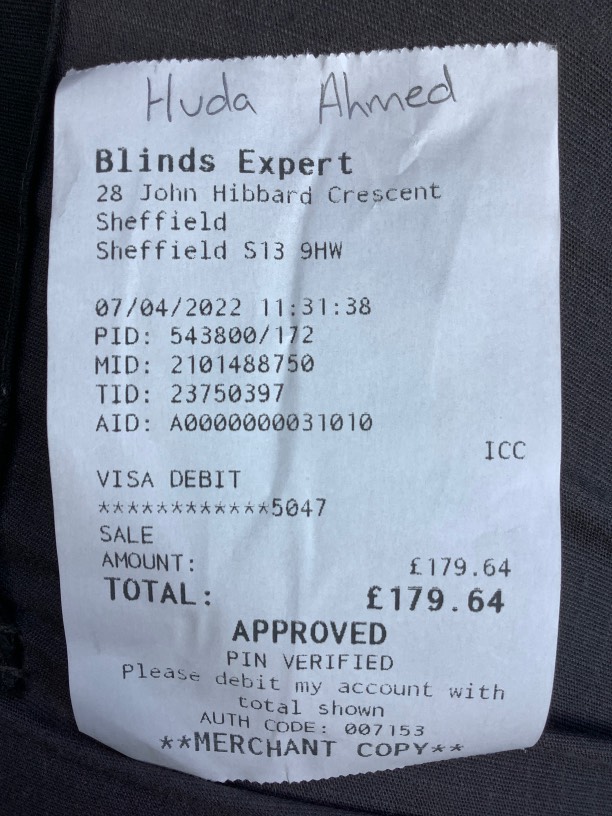 Huda Ahmed
Blinds Expert
28 John Hibbard Crescent
Sheffield
Sheffield S13 9HW
07/04/2022 11:31:38
PID: 543800/172
MID: 2101488750
TID: 23750397
AID: A0000000031010
ICC
VISA DEBIT
************5047
SALE
AMOUNT: £179.64
TOTAL: £179.64
APPROVED
PIN VERIFIED
Please debit my account with
total shown
AUTH CODE: 007153
**MERCHANT COPY**